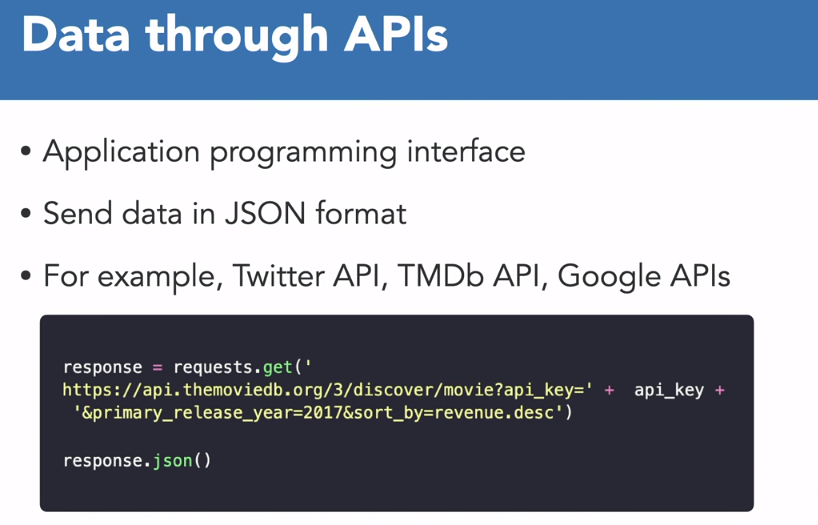 Data through APIs
• Application programming interface
• Send data in JSON format
• For example, Twitter API, TMDb API, Google APIs
response = requests.get('
https://api.themoviedb.org/3/discover/movie?api_key=' + api_key +
'&primary_release_year=2017&sort_by=revenue.desc')
response.json()